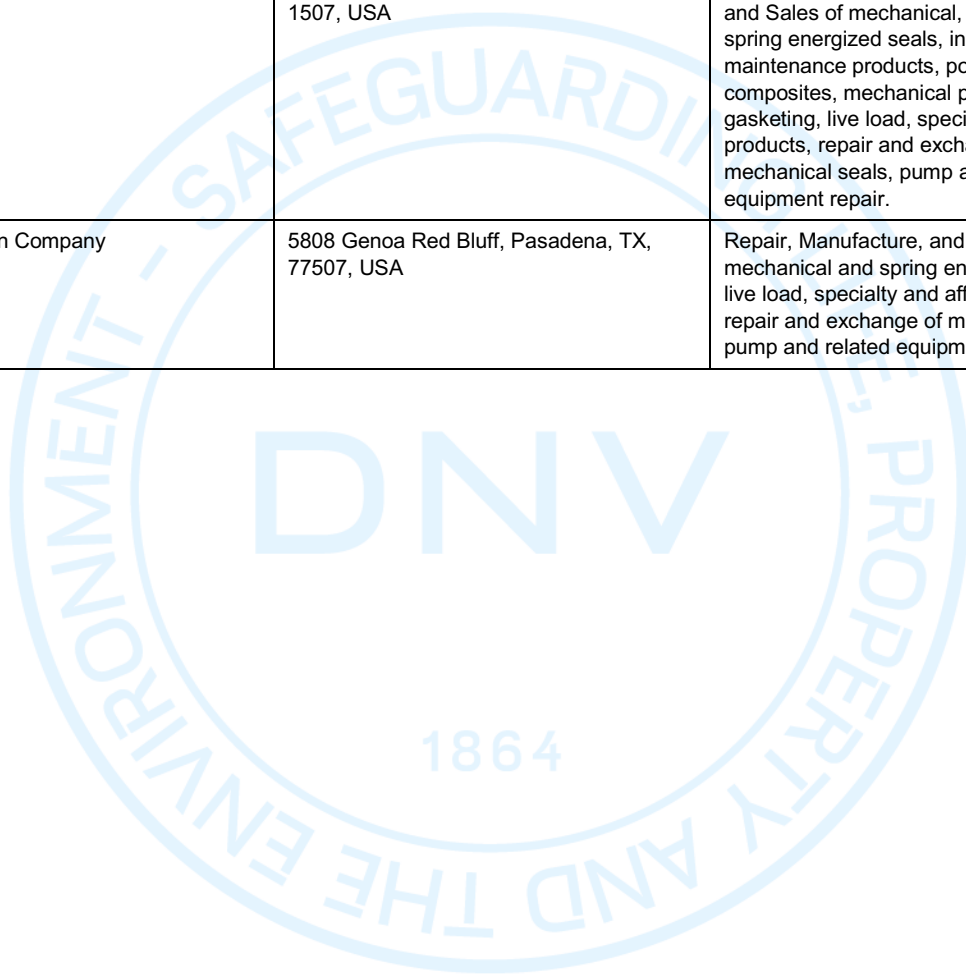 1507, USA
and Sales of mechanical,
spring energized seals, in
maintenance products, po
composites, mechanical p
gasketing, live load, speci
products, repair and excha
mechanical seals, pump a
equipment repair.
n Company
5808 Genoa Red Bluff, Pasadena, TX,
77507, USA
Repair, Manufacture, and
mechanical and spring en
live load, specialty and aff
repair and exchange of m
pump and related equipm
SAFEGUARDING LIFE, PROPERTY AND THE ENVIRONMENT -
DNV
1864